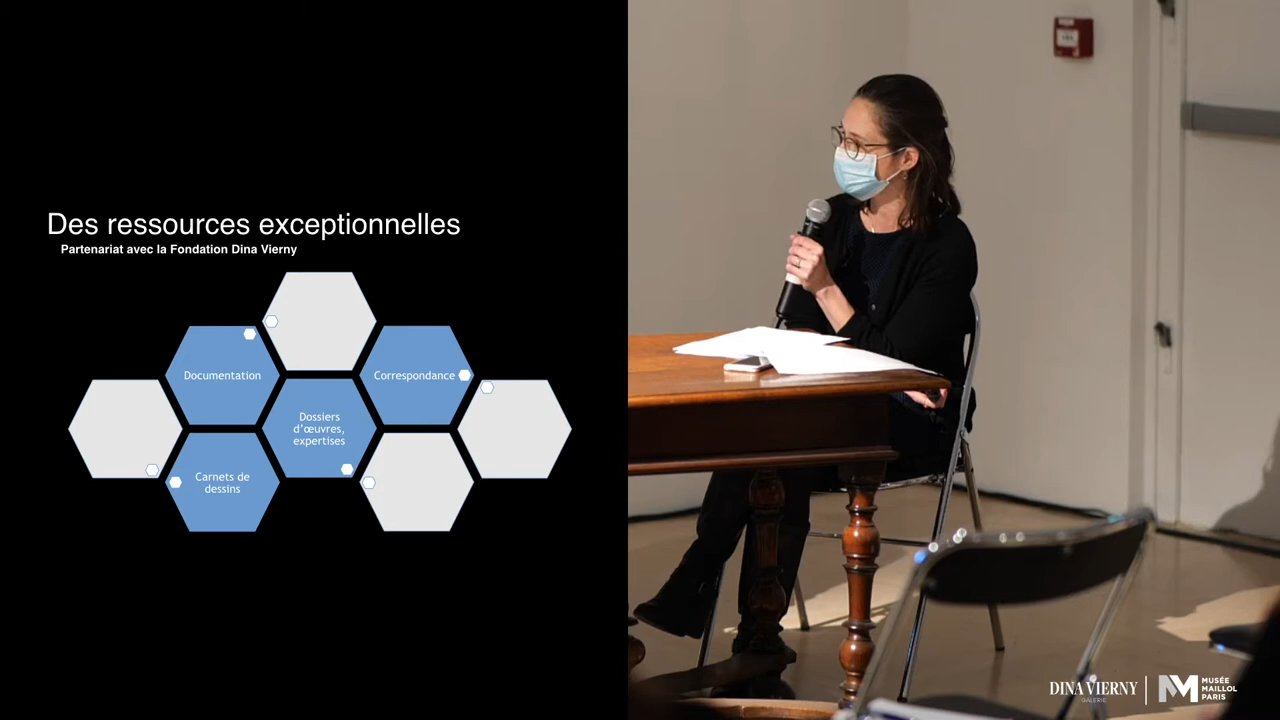 Des ressources exceptionnelles
Partenariat avec la Fondation Dina Vierny
Documentation
Correspondance
Dossiers
d’œuvres,
expertises
Carnets de
dessins
DINA VIERNY
GALERIE
MUSÉE
MAILLOL
PARIS